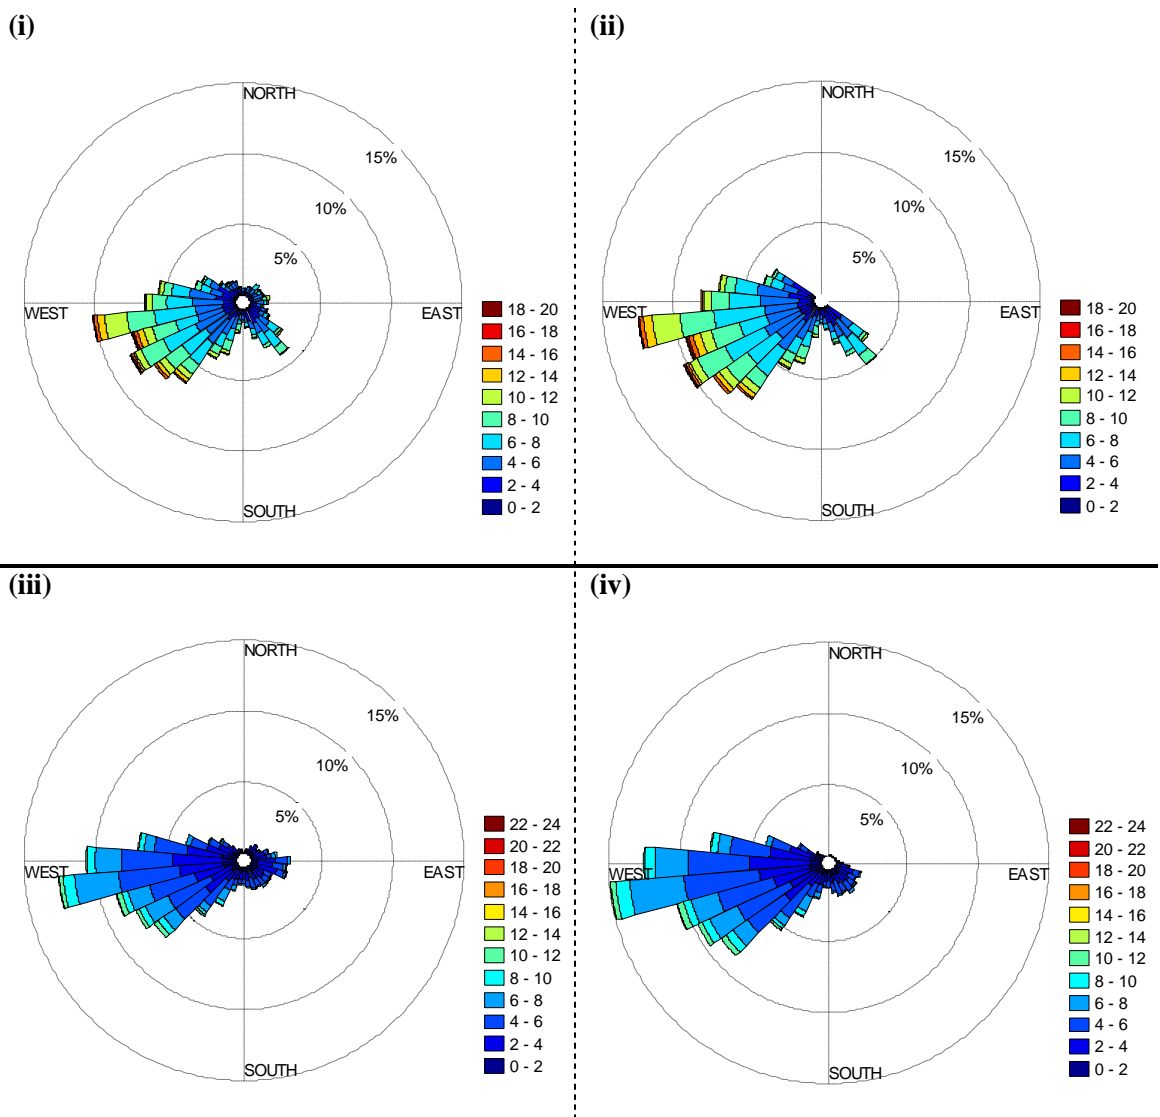 (i)
NORTH
15%
10%
5%
WEST
EAST
SOUTH
18 - 20
16 - 18
14 - 16
12 - 14
10 - 12
8 - 10
6 - 8
4 - 6
2 - 4
0 - 2
(ii)
NORTH
15%
10%
5%
WEST
EAST
SOUTH
18 - 20
16 - 18
14 - 16
12 - 14
10 - 12
8 - 10
6 - 8
4 - 6
2 - 4
0 - 2
(iii)
NORTH
15%
10%
5%
WEST
EAST
SOUTH
22 - 24
20 - 22
18 - 20
16 - 18
14 - 16
12 - 14
10 - 12
8 - 10
6 - 8
4 - 6
2 - 4
0 - 2
(iv)
NORTH
15%
10%
5%
WEST
EAST
SOUTH
22 - 24
20 - 22
18 - 20
16 - 18
14 - 16
12 - 14
10 - 12
8 - 10
6 - 8
4 - 6
2 - 4
0 - 2